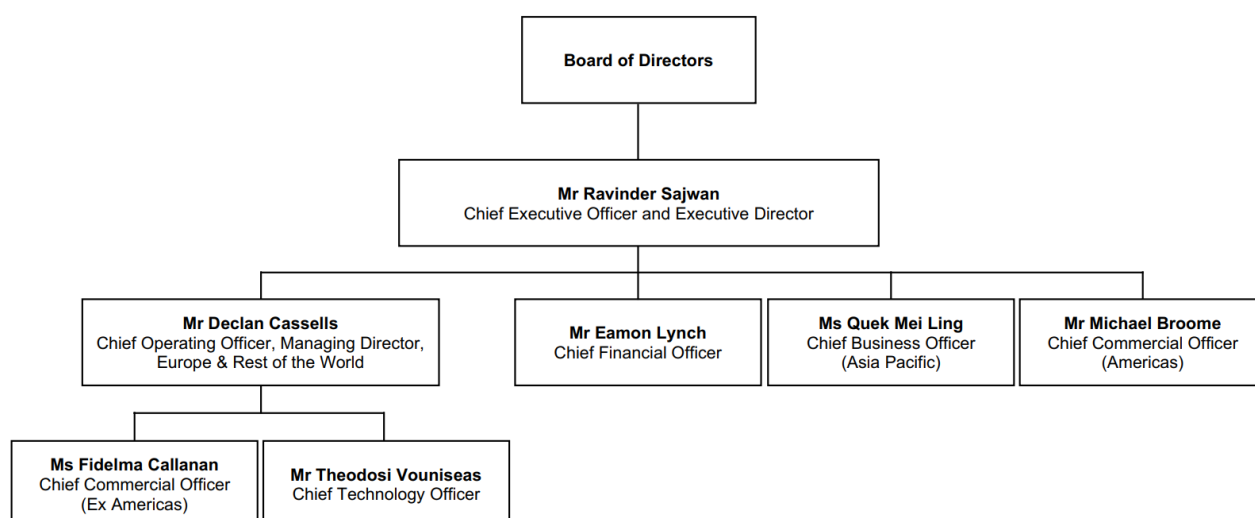 Board of Directors
Mr Ravinder Sajwan
Chief Executive Officer and Executive Director
Mr Declan Cassells
Chief Operating Officer, Managing Director,
Europe & Rest of the World
Mr Eamon Lynch
Chief Financial Officer
Ms Quek Mei Ling
Chief Business Officer
(Asia Pacific)
Mr Michael Broome
Chief Commercial Officer
(Americas)
Ms Fidelma Callanan
Chief Commercial Officer
(Ex Americas)
Mr Theodosi Vouniseas
Chief Technology Officer